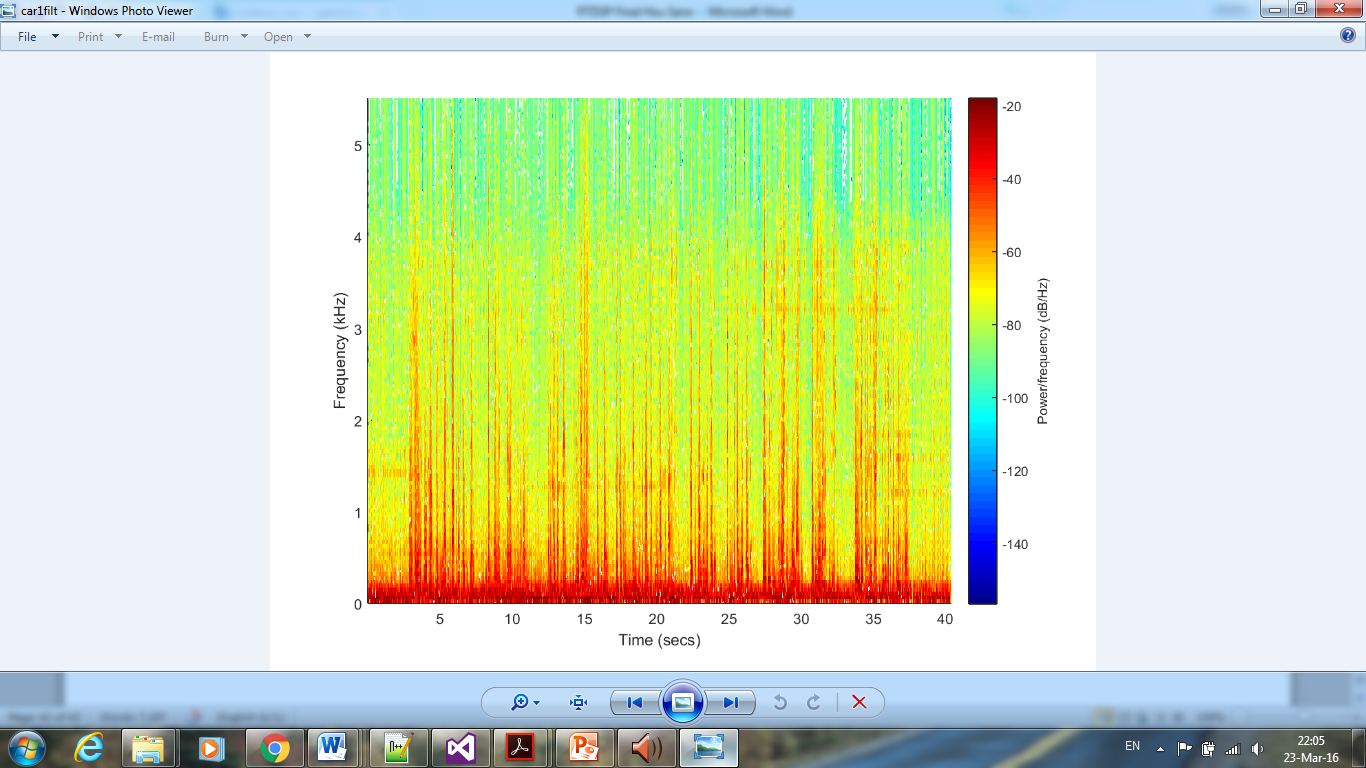 car1filt - Windows Photo Viewer
File Print E-mail Burn Open
5
4
3
2
1
0
Frequency (kHz)
5 10 15 20 25 30 35 40
Time (secs)
-20
-40
-60
-80
-100
-120
-140
Power/frequency (dB/Hz)
EN
22:05
23-Mar-16